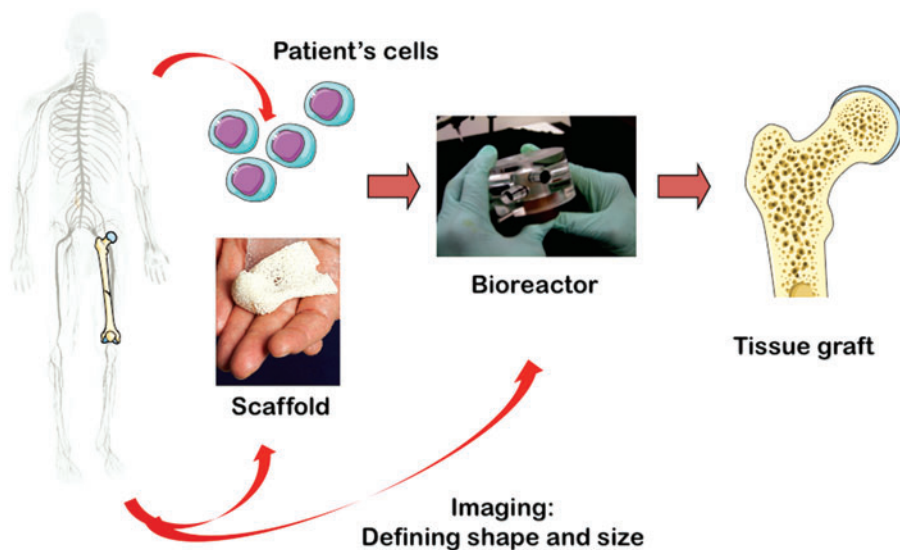 Patient's cells
Bioreactor
Scaffold
Tissue graft
Imaging:
Defining shape and size